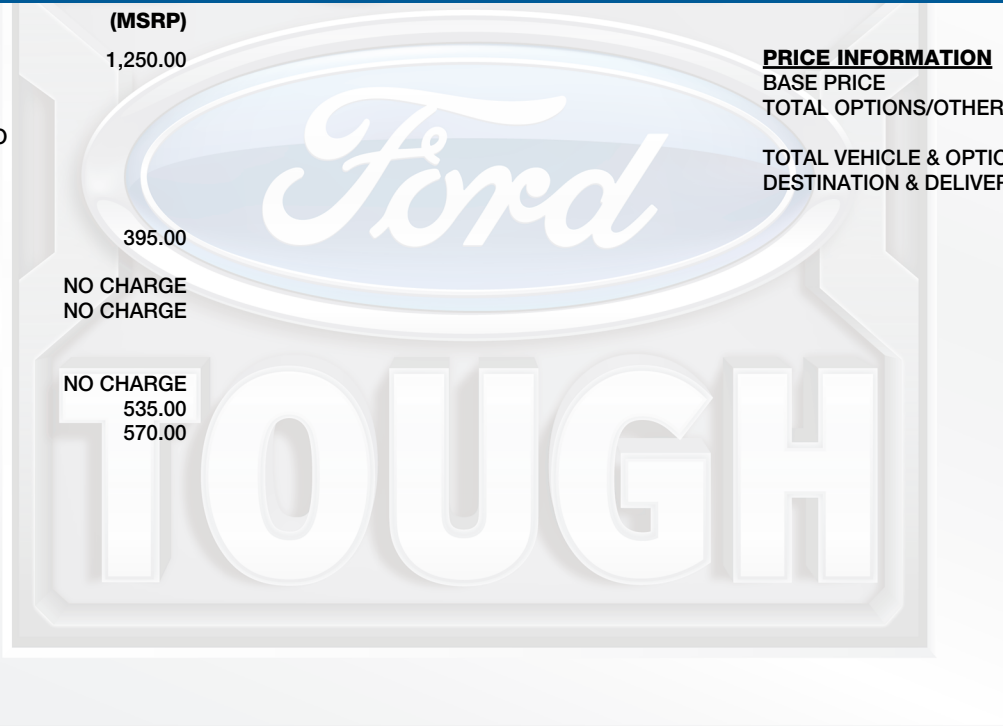 (MSRP)
1,250.00
395.00
NO CHARGE
NO CHARGE
NO CHARGE
535.00
570.00
PRICE INFORMATION
BASE PRICE
TOTAL OPTIONS/OTHER
TOTAL VEHICLE & OPTIO
DESTINATION & DELIVER
Ford
TOUGH